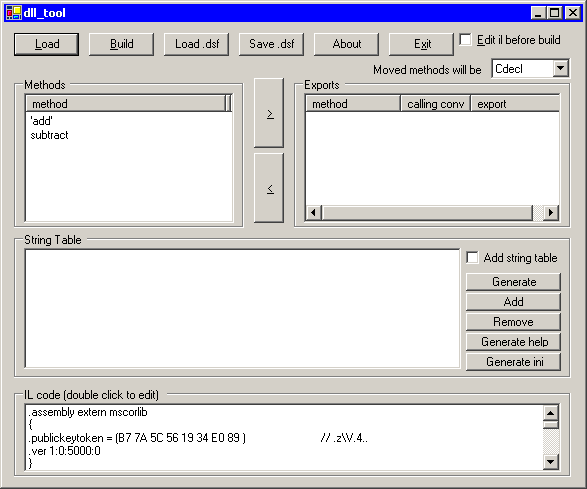 dll_tool
Load Build Load .dsf Save .dsf About Exit Edit il before build
Moved methods will be Cdecl
Methods
method
'add'
subtract
>
<
Exports
method calling conv export
String Table
Add string table
Generate
Add
Remove
Generate help
Generate ini
IL code (double click to edit)
.assembly extern mscorlib
{
.publickeytoken = (B7 7A 5C 56 19 34 E0 89 ) // .z\V.4..
.ver 1:0:5000:0
}